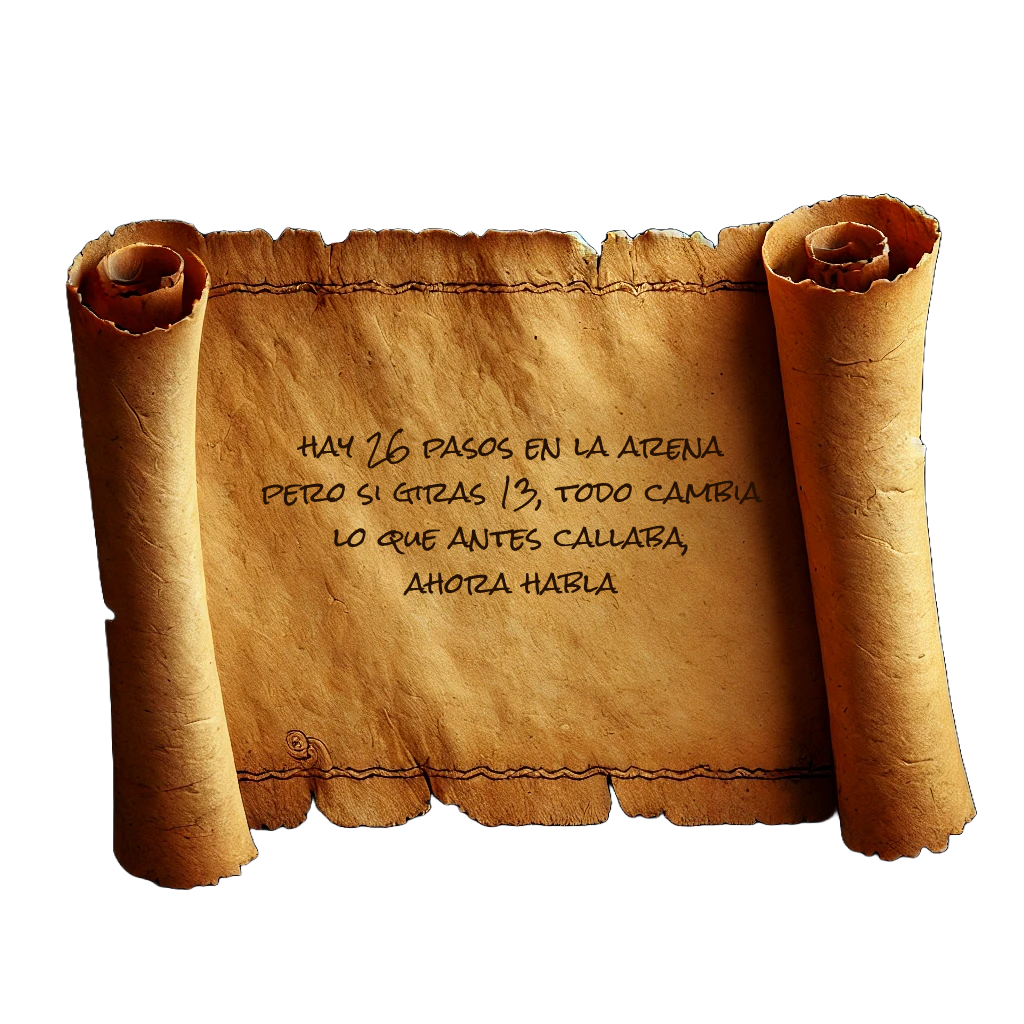 HAY 26 PASOS EN LA ARENA
PERO SI GIRAS 13, TODO CAMBIA
LO QUE ANTES CALLABA,
AHORA HABLA